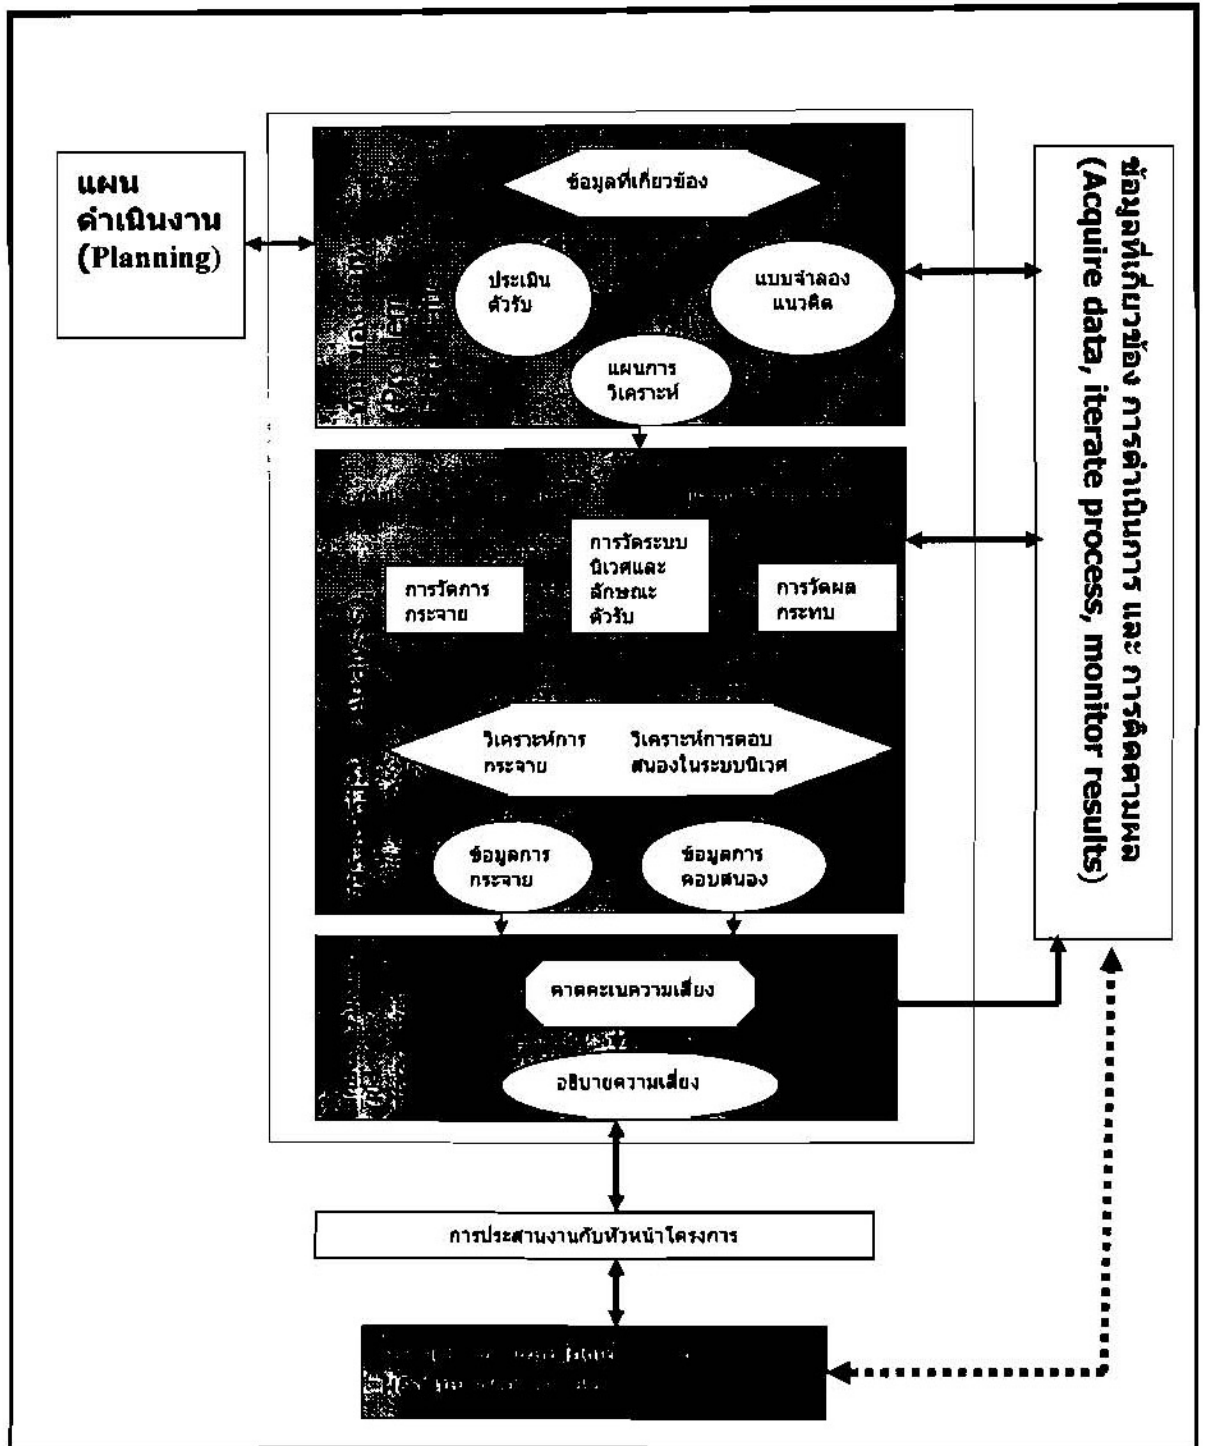 แผน
ดำเนินงาน
(Planning)
ข้อมูลที่เกี่ยวข้อง
ประเมิน
ตัวรับ
แบบจำลอง
แนวคิด
แผนการ
วิเคราะห์
การวัดการ
กระจาย
การวัดระบบ
นิเวศและ
ลักษณะ
ตัวรับ
การวัดผล
กระทบ
วิเคราะห์การ
กระจาย
วิเคราะห์การตอบ
สนองในระบบนิเวศ
ข้อมูลการ
กระจาย
ข้อมูลการ
ตอบสนอง
คาดคะเนความเสี่ยง
อธิบายความเสี่ยง
การประสานงานกับหัวหน้าโครงการ
ข้อมูลที่เกี่ยวข้อง การดำเนินการ และ การติดตามผล
(Acquire data, iterate process, monitor results)